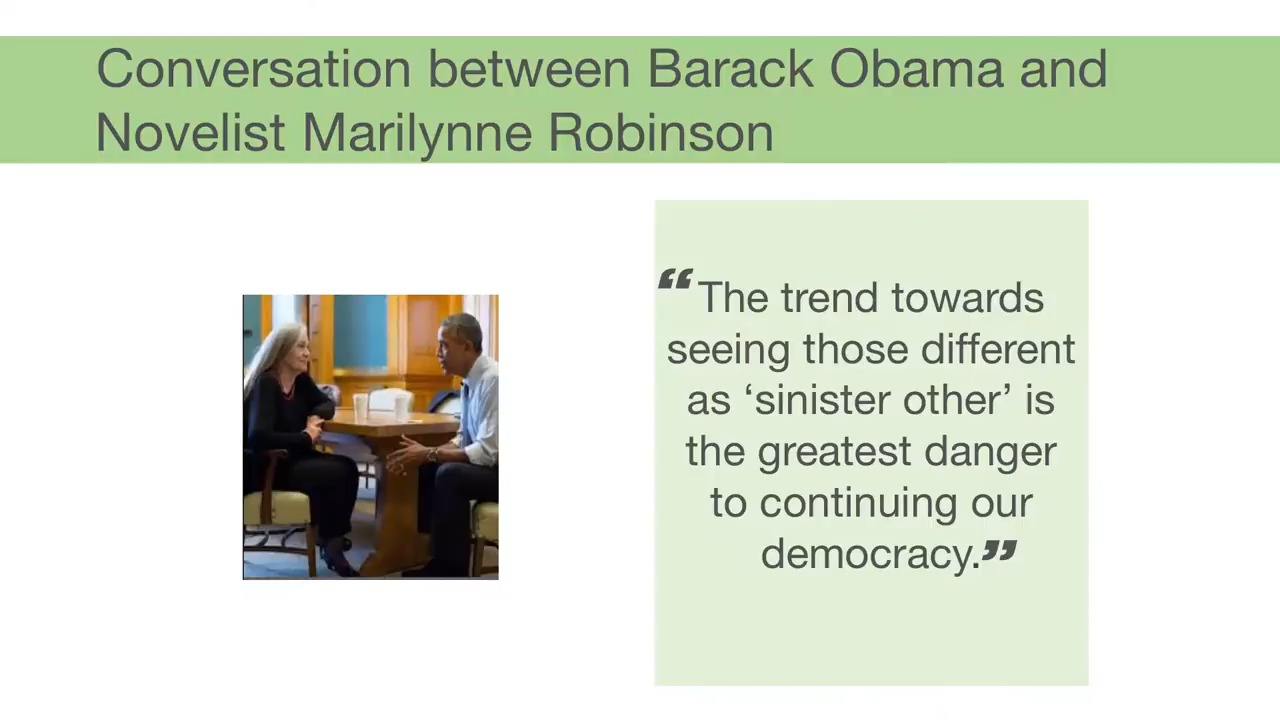 Conversation between Barack Obama and
Novelist Marilynne Robinson
“The trend towards
seeing those different
as ‘sinister other’ is
the greatest danger
to continuing our
democracy.”